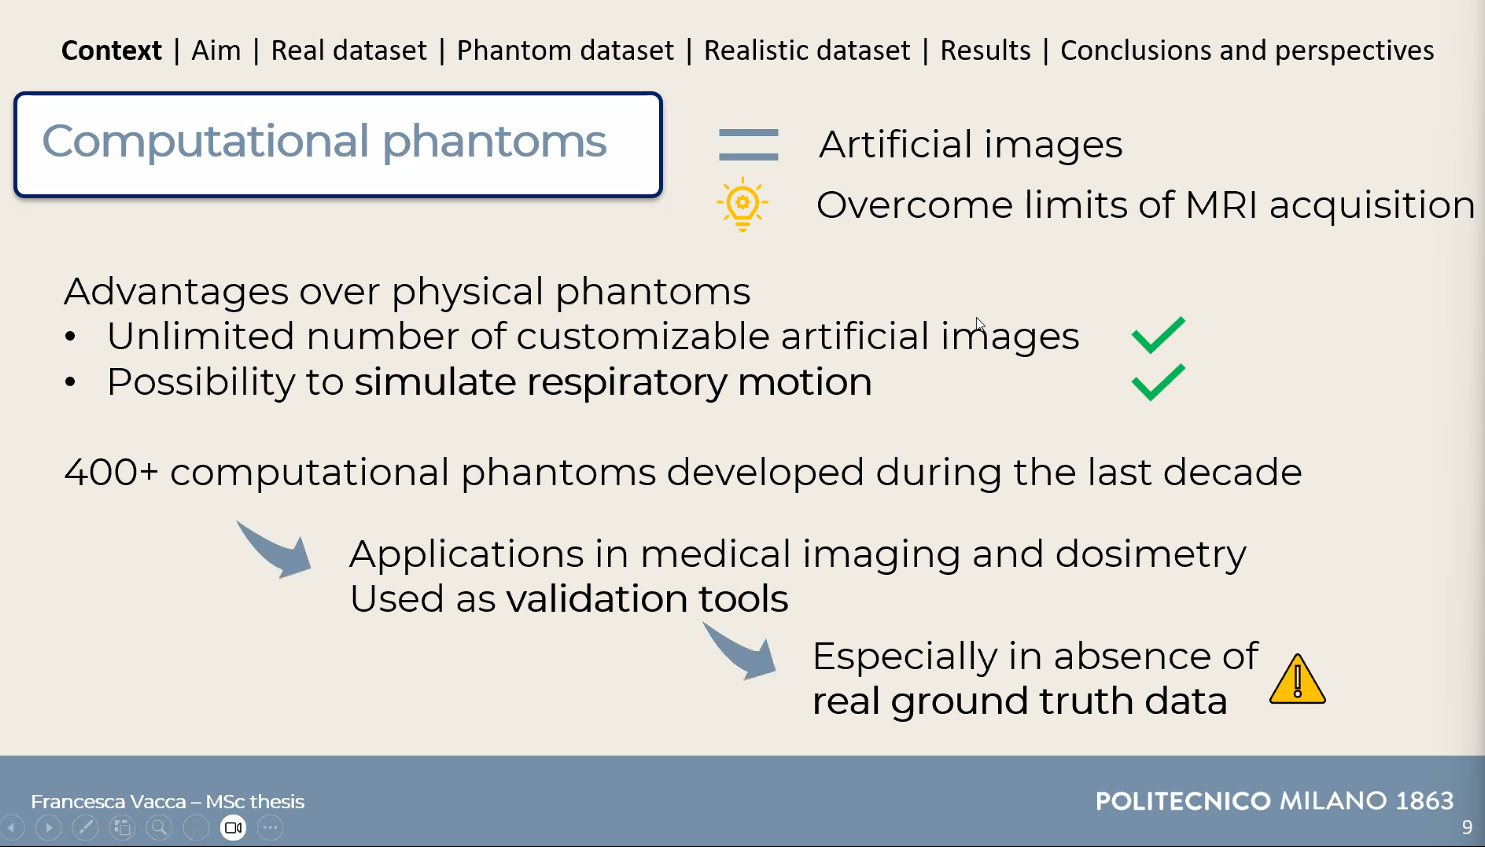 Context | Aim | Real dataset | Phantom dataset | Realistic dataset | Results | Conclusions and perspectives
Computational phantoms
Artificial images
Overcome limits of MRI acquisition
Advantages over physical phantoms
• Unlimited number of customizable artificial images
• Possibility to simulate respiratory motion
400+ computational phantoms developed during the last decade
Applications in medical imaging and dosimetry
Used as validation tools
Especially in absence of
real ground truth data
Francesca Vacca – MSc thesis
POLITECNICO MILANO 1863
9